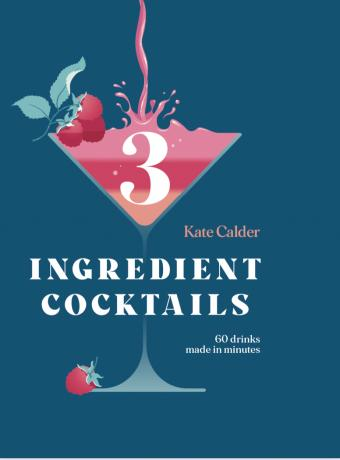 3
Kate Calder
INGREDIENT
COCKTAILS
60 drinks
made in minutes